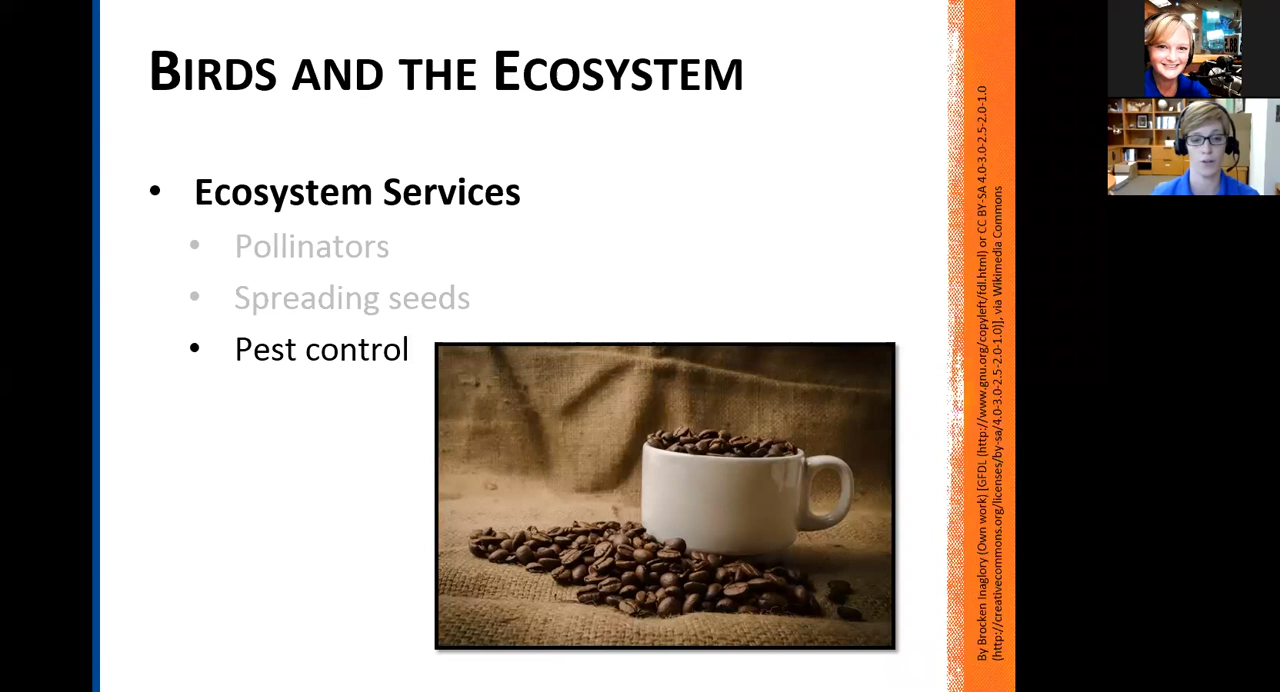 BIRDS AND THE ECOSYSTEM
• Ecosystem Services
• Pollinators
• Spreading seeds
• Pest control
By Brocken Inaglory (Own work) [GFDL (http://www.gnu.org/copyleft/fdl.html) or CC BY-SA 4.0-3.0-2.5-2.0-1.0
(http://creativecommons.org/licenses/by-sa/4.0-3.0-2.5-2.0-1.0)], via Wikimedia Commons